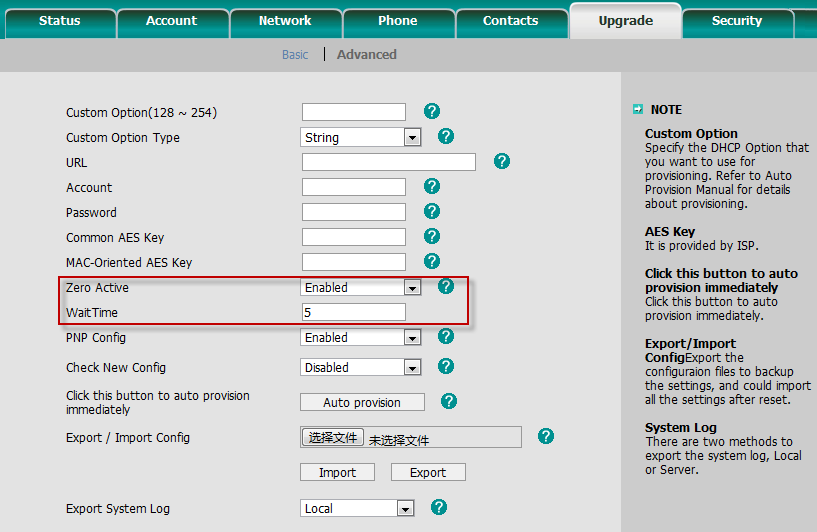 Status Account Network Phone Contacts Upgrade Security
Basic | Advanced
Custom Option(128 ~ 254) ?
Custom Option Type String ?
URL ?
Account ?
Password ?
Common AES Key ?
MAC-Oriented AES Key ?
Zero Active Enabled ?
WaitTime 5
PNP Config Enabled ?
Check New Config Disabled ?
Click this button to auto provision
immediately
Auto provision ?
Export / Import Config 选择文件 未选择文件 ?
Import Export
Export System Log Local ?
NOTE
Custom Option
Specify the DHCP Option that
you want to use for
provisioning. Refer to Auto
Provision Manual for details
about provisioning.
AES Key
It is provided by ISP.
Click this button to auto
provision immediately
Click this button to auto
provision immediately.
Export/Import
ConfigExport the
configuraion files to backup
the settings, and could import
all the settings after reset.
System Log
There are two methods to
export the system log, Local
or Server.